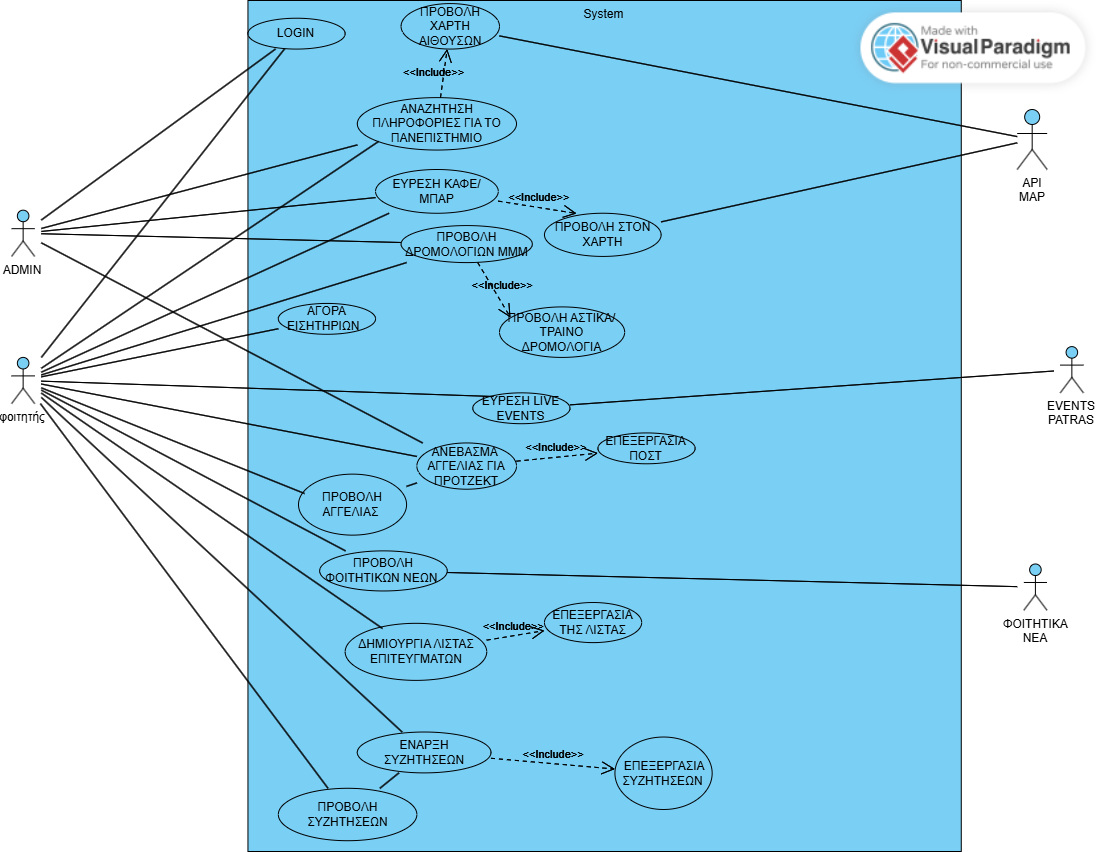 System
LOGIN
ΠΡΟΒΟΛΗ
ΧΑΡΤΗ
ΑΙΘΟΥΣΩΝ
Made with
VisualParadigm
For non-commercial use
<<Include>>
ΑΝΑΖΗΤΗΣΗ
ΠΛΗΡΟΦΟΡΙΕΣ ΓΙΑ ΤΟ
ΠΑΝΕΠΙΣΤΗΜΙΟ
API
MAP
ΕΥΡΕΣΗ ΚΑΦΕ/
ΜΠΑΡ
<<Include>>
ΠΡΟΒΟΛΗ ΣΤΟΝ
ΧΑΡΤΗ
ADMIN
ΠΡΟΒΟΛΗ
ΔΡΟΜΟΛΟΓΙΩΝ ΜΜΜ
<<Include>>
ΑΓΟΡΑ
ΕΙΣΗΤΗΡΙΩΝ
ΠΡΟΒΟΛΗ ΑΣΤΙΚΑ/
ΤΡΑΙΝΟ
ΔΡΟΜΟΛΟΓΙΑ
φοιτητής
ΕΥΡΕΣΗ LIVE
EVENTS
EVENTS
PATRAS
ΑΝΕΒΑΣΜΑ
ΑΓΓΕΛΙΑΣ ΓΙΑ
ΠΡΟΤΖΕΚΤ
<<Include>>
ΕΠΕΞΕΡΓΑΣΙΑ
ΠΟΣΤ
ΠΡΟΒΟΛΗ
ΑΓΓΕΛΙΑΣ
ΠΡΟΒΟΛΗ
ΦΟΙΤΗΤΙΚΩΝ ΝΕΩΝ
ΦΟΙΤΗΤΙΚΑ
ΝΕΑ
ΔΗΜΙΟΥΡΓΙΑ ΛΙΣΤΑΣ
ΕΠΙΤΕΥΓΜΑΤΩΝ
<<Include>>
ΕΠΕΞΕΡΓΑΣΙΑ
ΤΗΣ ΛΙΣΤΑΣ
ΕΝΑΡΞΗ
ΣΥΖΗΤΗΣΕΩΝ
<<Include>>
ΕΠΕΞΕΡΓΑΣΙΑ
ΣΥΖΗΤΗΣΕΩΝ
ΠΡΟΒΟΛΗ
ΣΥΖΗΤΗΣΕΩΝ